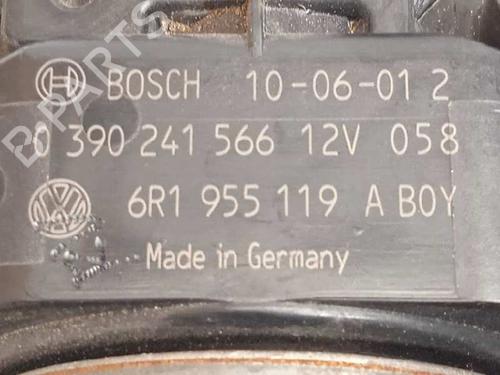 B-PARTS
BOSCH 10-06-01 2
0 390 241 566 12V 058
6R1 955 119 A BOY
Made in Germany